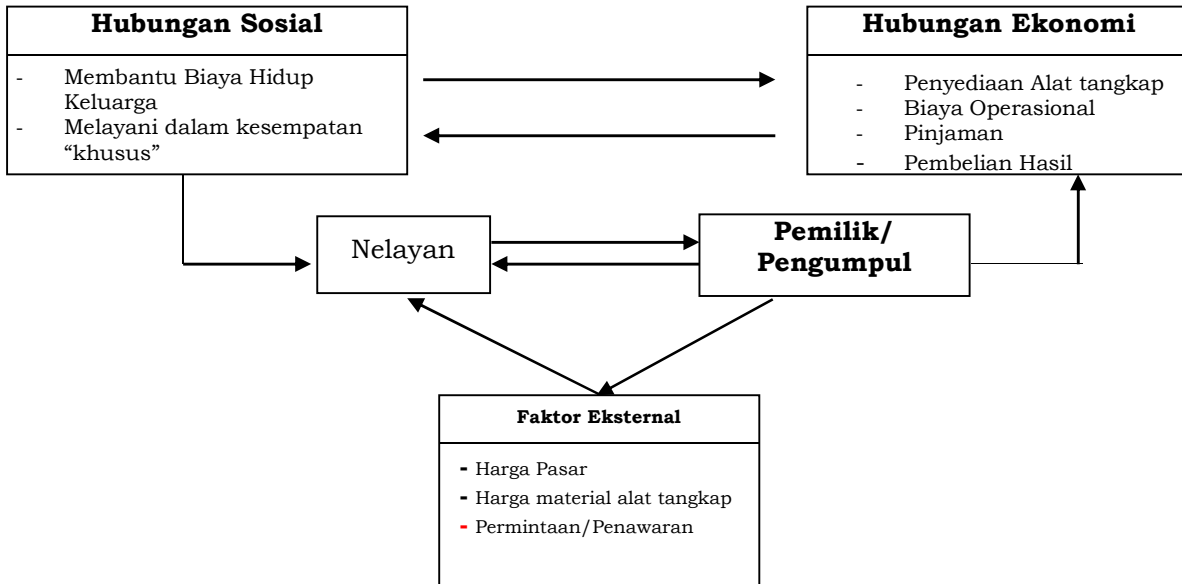 Hubungan Sosial
- Membantu Biaya Hidup
Keluarga
- Melayani dalam kesempatan
“khusus”
Hubungan Ekonomi
- Penyediaan Alat tangkap
- Biaya Operasional
- Pinjaman
- Pembelian Hasil
Nelayan
Pemilik/
Pengumpul
Faktor Eksternal
- Harga Pasar
- Harga material alat tangkap
- Permintaan/Penawaran